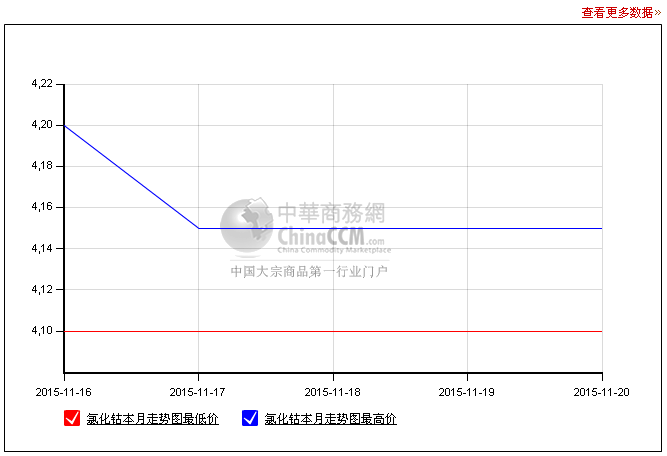 查看更多数据»
4,22
4,20
4,18
4,16
4,14
4,12
4,10
中華商務網
ChinaCCM.com
China Commodity Marketplace
中国大宗商品第一行业门户
2015-11-16 2015-11-17 2015-11-18 2015-11-19 2015-11-20
氯化钴本月走势图最低价 氯化钴本月走势图最高价